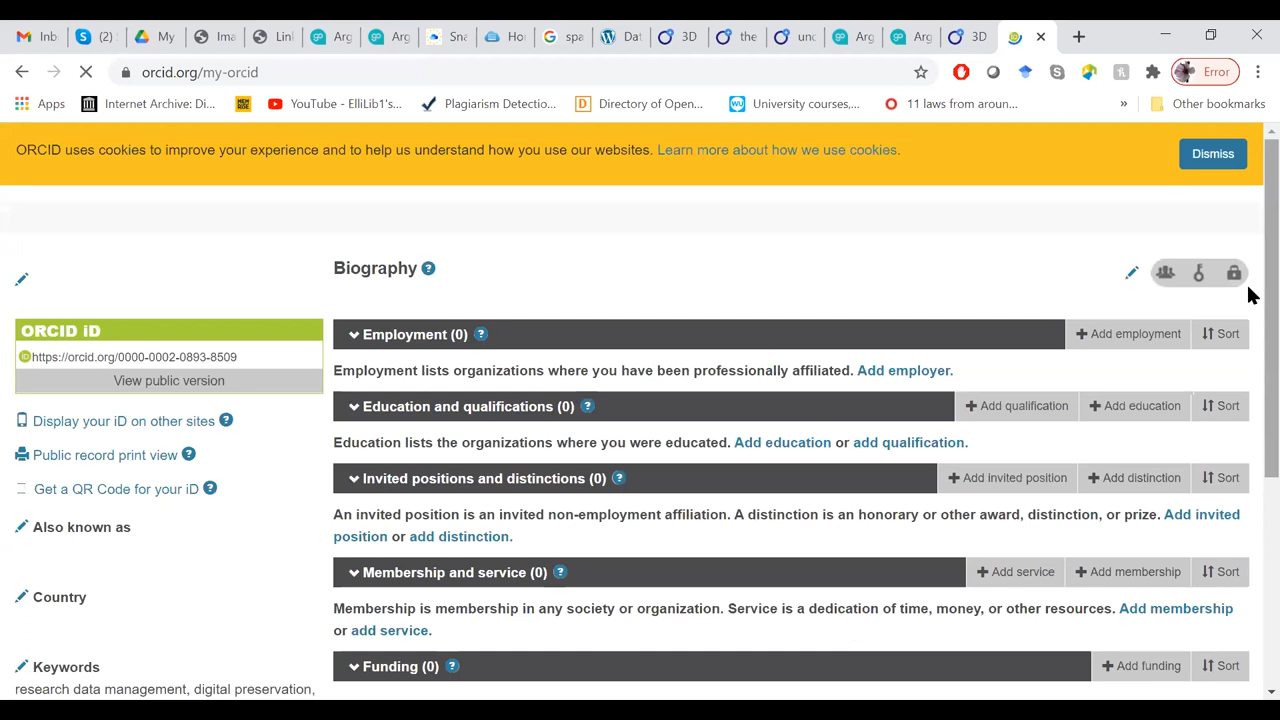 Inb
(2)
My
Ima
Linl
Arg
Arg
Sna
Hor
spa
Dat
3D
the
unc
Arg
Arg
3D
orcid.org/my-orcid
Error
Apps
Internet Archive: Di...
YouTube - ElliLib1's...
Plagiarism Detectio...
Directory of Open...
University courses,...
11 laws from aroun...
»
Other bookmarks
ORCID uses cookies to improve your experience and to help us understand how you use our websites. Learn more about how we use cookies.
Dismiss
Biography ?
ORCID iD
https://orcid.org/0000-0002-0893-8509
View public version
Display your iD on other sites ?
Public record print view ?
Get a QR Code for your iD ?
Also known as
Country
Keywords
research data management, digital preservation,
Employment (0) ?
Add employment
Sort
Employment lists organizations where you have been professionally affiliated. Add employer.
Education and qualifications (0) ?
Add qualification
Add education
Sort
Education lists the organizations where you were educated. Add education or add qualification.
Invited positions and distinctions (0) ?
Add invited position
Add distinction
Sort
An invited position is an invited non-employment affiliation. A distinction is an honorary or other award, distinction, or prize. Add invited
position or add distinction.
Membership and service (0) ?
Add service
Add membership
Sort
Membership is membership in any society or organization. Service is a dedication of time, money, or other resources. Add membership
or add service.
Funding (0) ?
Add funding
Sort